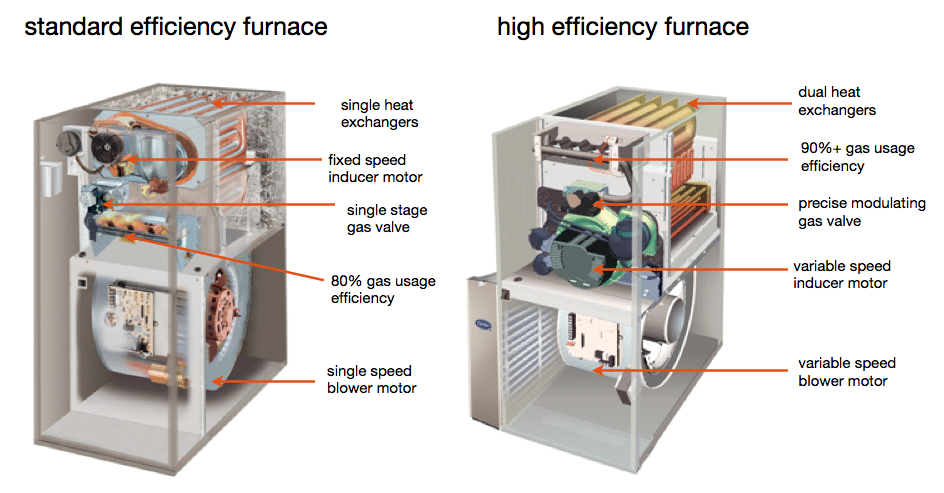 standard efficiency furnace
single heat
exchangers
fixed speed
inducer motor
single stage
gas valve
80% gas usage
efficiency
single speed
blower motor
high efficiency furnace
dual heat
exchangers
90%+ gas usage
efficiency
precise modulating
gas valve
variable speed
inducer motor
variable speed
blower motor